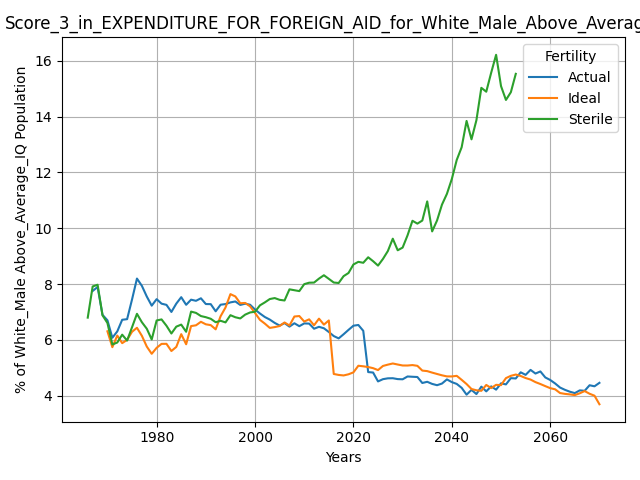 Score_3_in_EXPENDITURE_FOR_FOREIGN_AID_for_White_Male_Above_Averag
Fertility
Actual
Ideal
Sterile
% of White_Male Above_Average_IQ Population
16
14
12
10
8
6
4
1980 2000 2020 2040 2060
Years